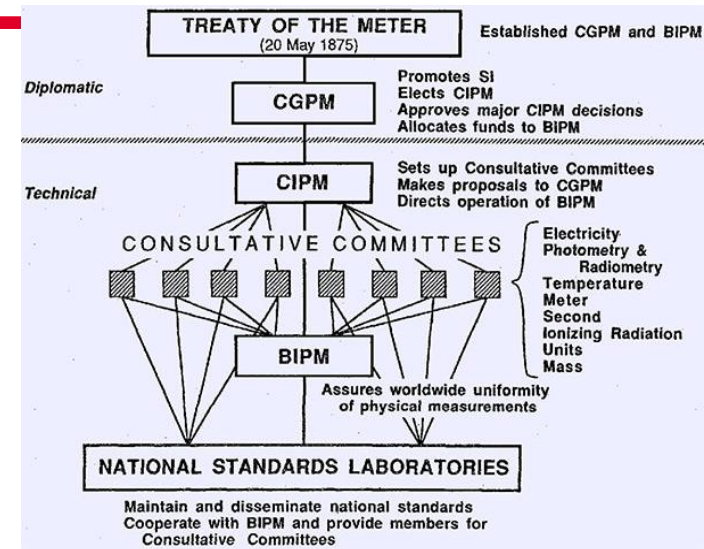 TREATY OF THE METER
(20 May 1875)
Established CGPM and BIPM
Diplomatic
CGPM
Promotes SI
Elects CIPM
Approves major CIPM decisions
Allocates funds to BIPM
Technical
CIPM
Sets up Consultative Committees
Makes proposals to CGPM
Directs operation of BIPM
CONSULTATIVE COMMITTEES
Electricity
Photometry &
Radiometry
Temperature
Meter
Second
Ionizing Radiation
Units
Mass
BIPM
Assures worldwide uniformity
of physical measurements
NATIONAL STANDARDS LABORATORIES
Maintain and disseminate national standards
Cooperate with BIPM and provide members for
Consultative Committees